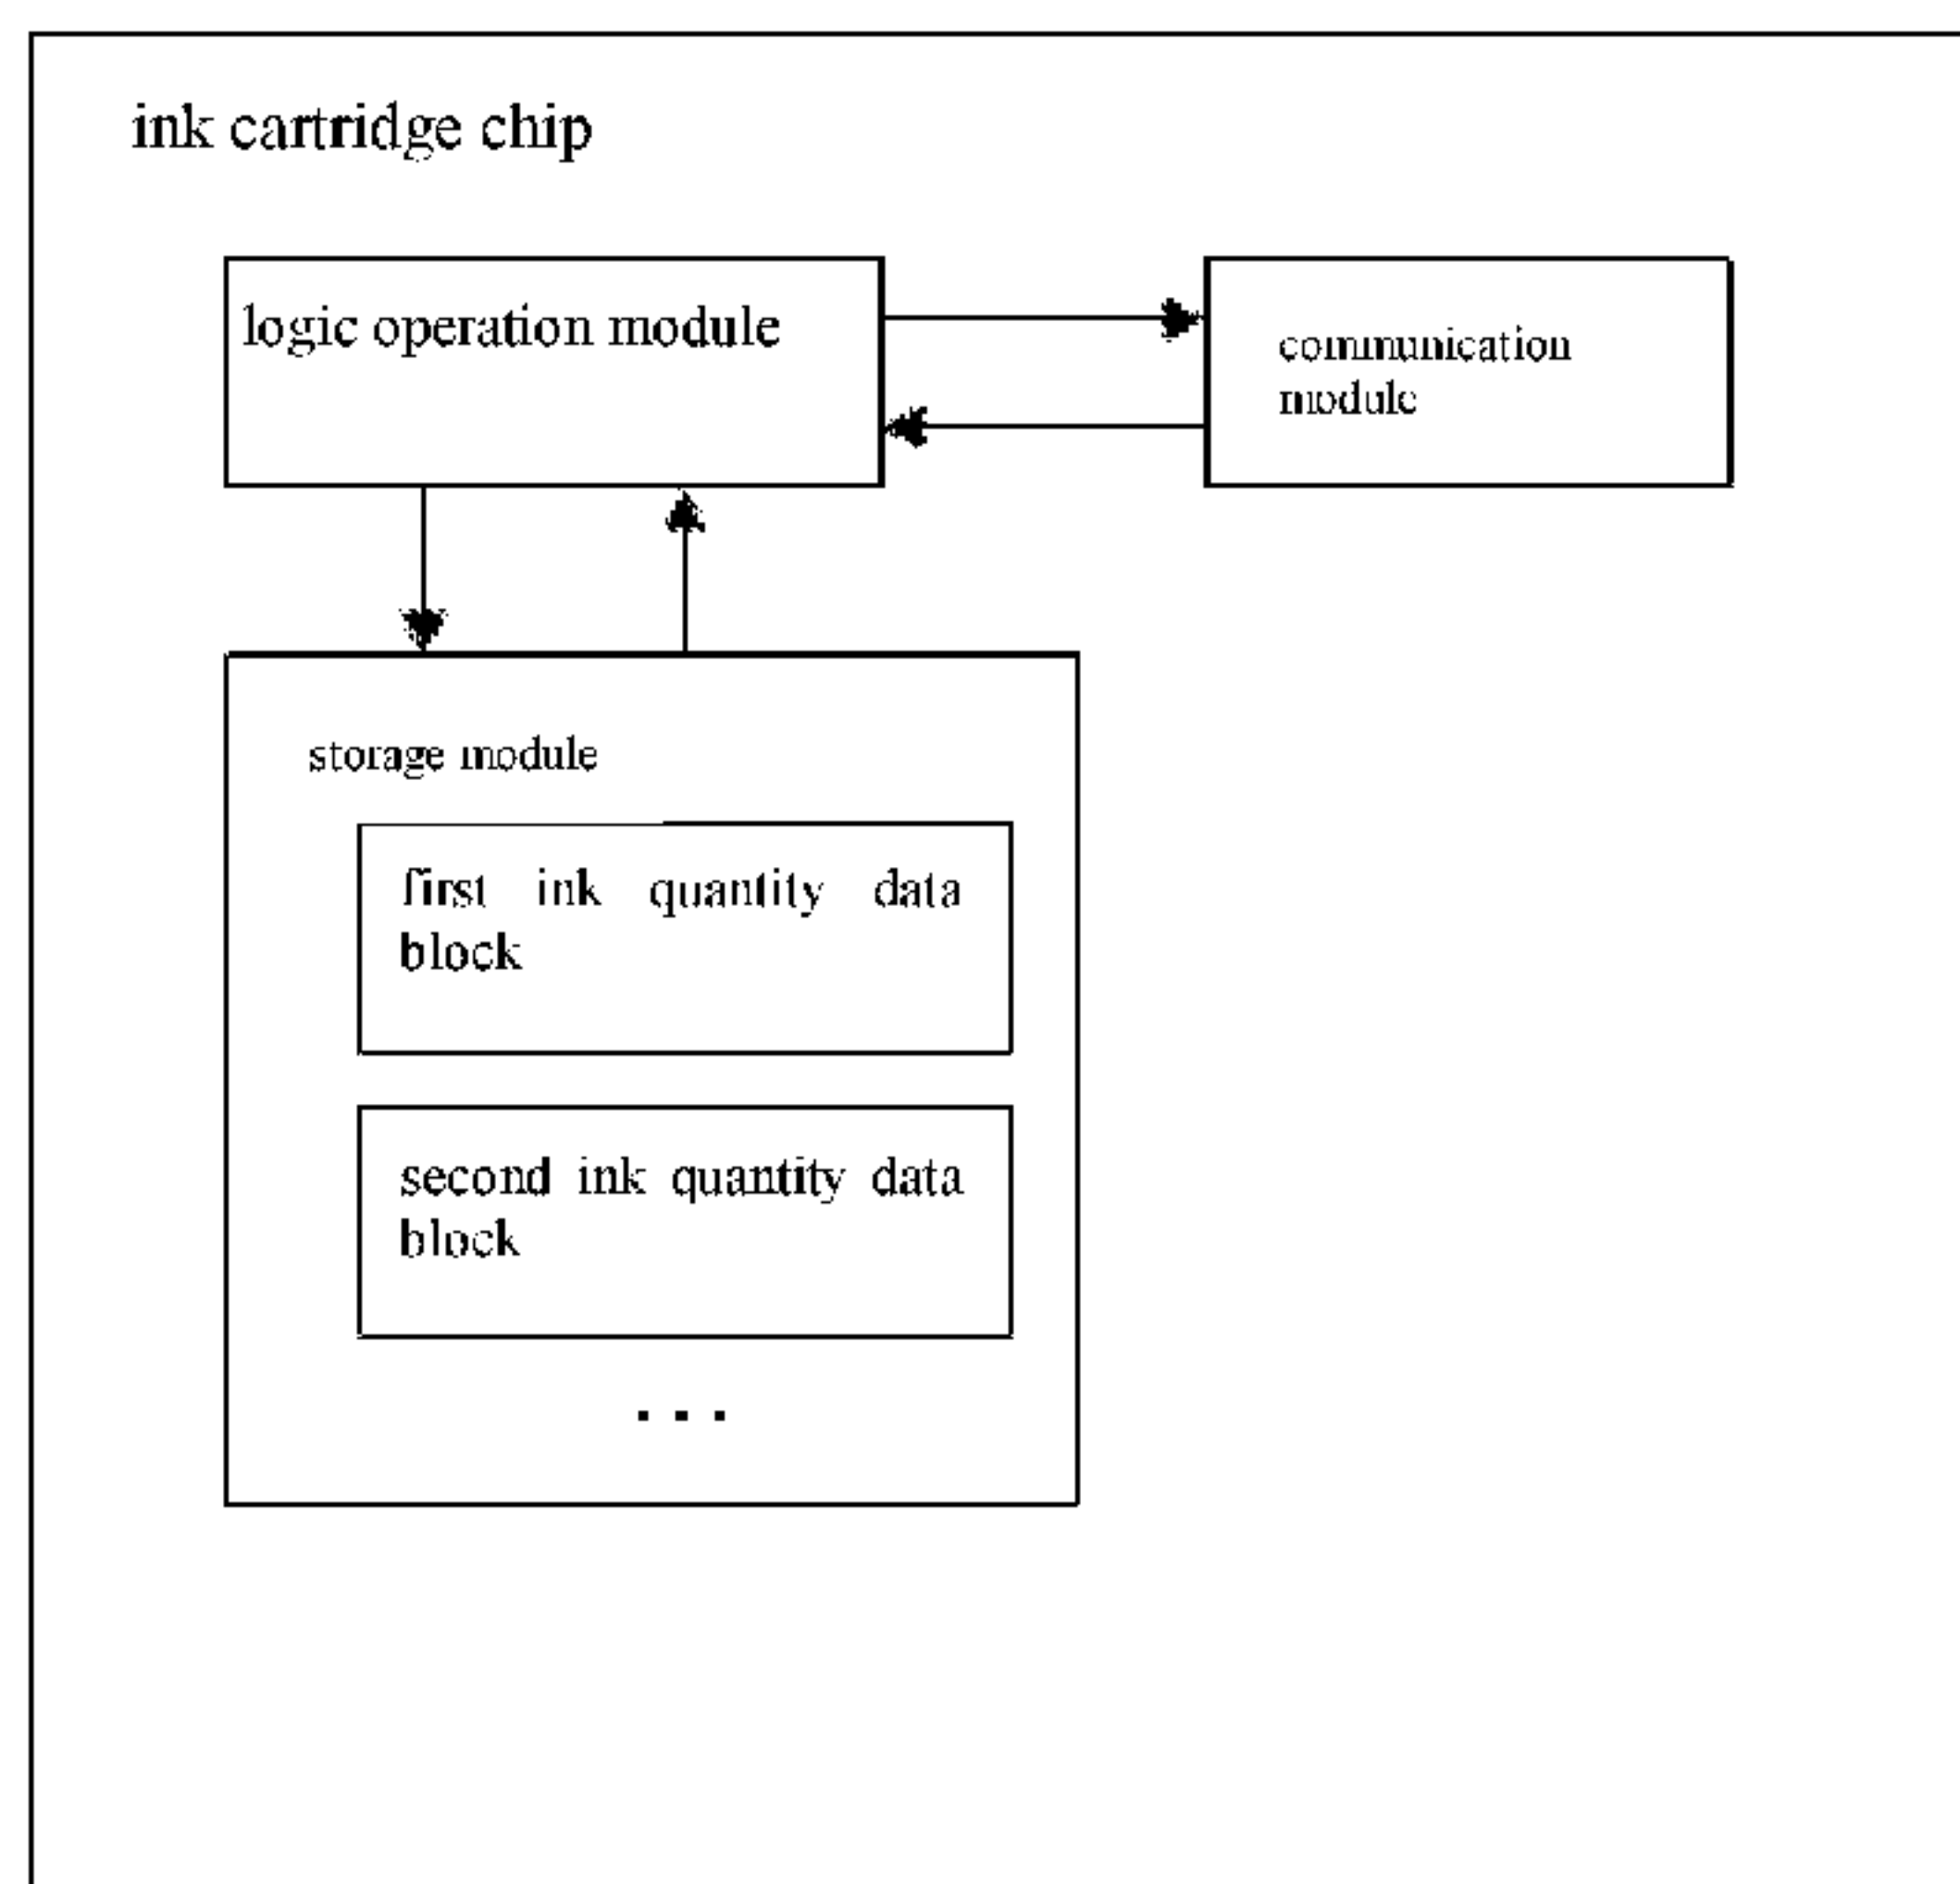 ink cartridge chip
logic operation module
communication
module
storage module
first ink quantity data
block
second ink quantity data
block
...